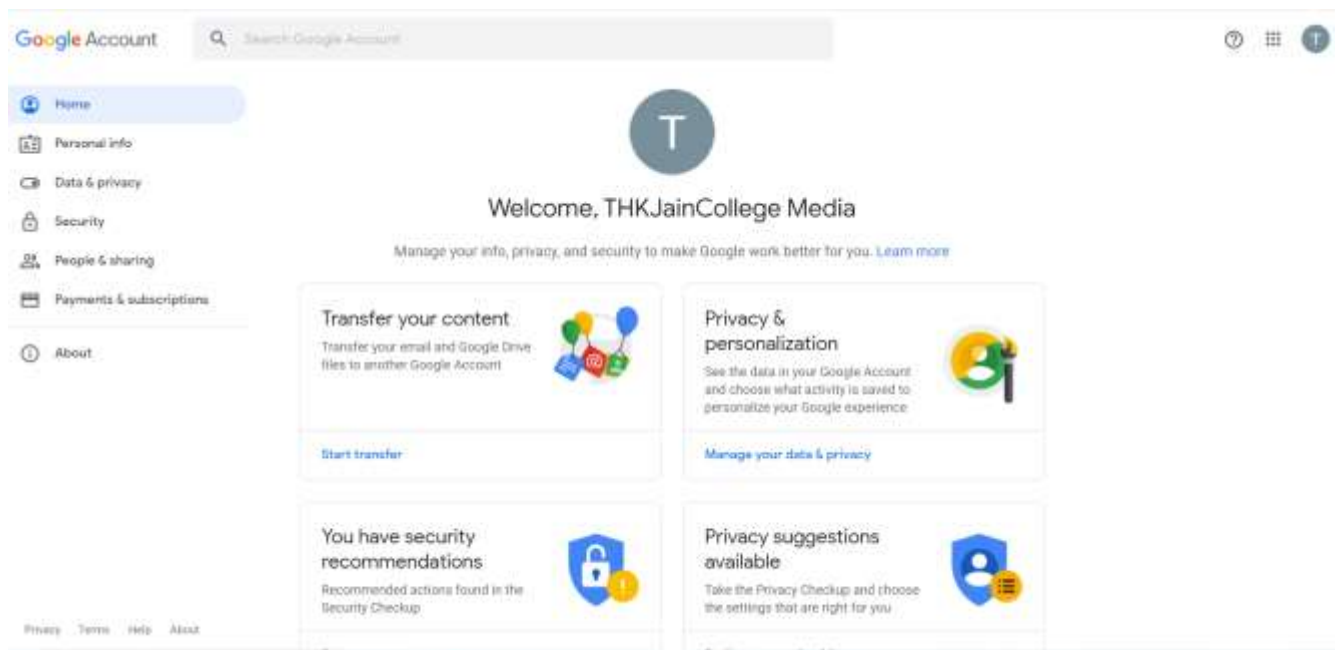 Google Account
Search Google Account
T
Home
Personal info
Data & privacy
Security
People & sharing
Payments & subscriptions
About
T
Welcome, THKJainCollege Media
Manage your info, privacy, and security to make Google work better for you. Learn more
Transfer your content
Transfer your email and Google Drive
files to another Google Account
Start transfer
Privacy &
personalization
See the data in your Google Account
and choose what activity is saved to
personalize your Google experience
Manage your data & privacy
You have security
recommendations
Recommended actions found in the
Security Checkup
Privacy suggestions
available
Take the Privacy Checkup and choose
the settings that are right for you
Privacy Terms Help About